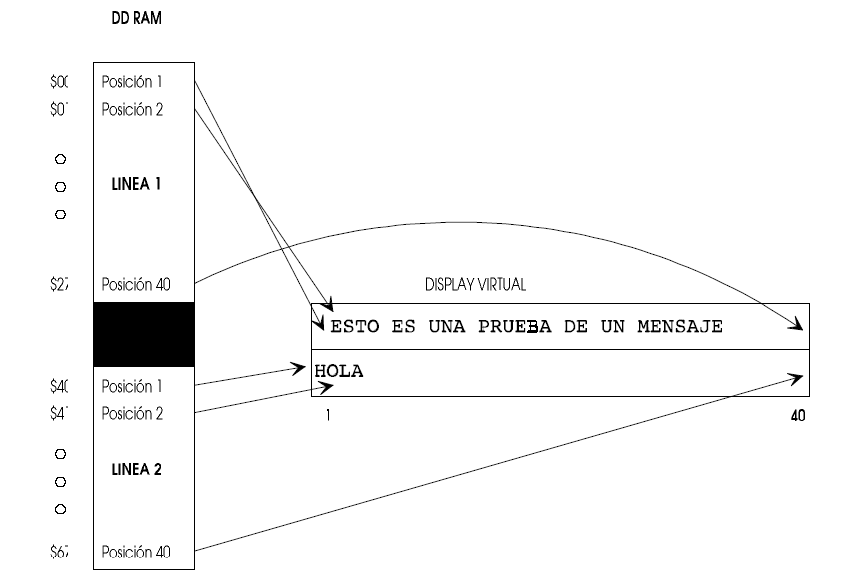 DD RAM
$00 Posición 1
$01 Posición 2
LINEA 1
$27 Posición 40
DISPLAY VIRTUAL
ESTO ES UNA PRUEBA DE UN MENSAJE
HOLA
$40 Posición 1
$41 Posición 2
1 40
LINEA 2
$67 Posición 40